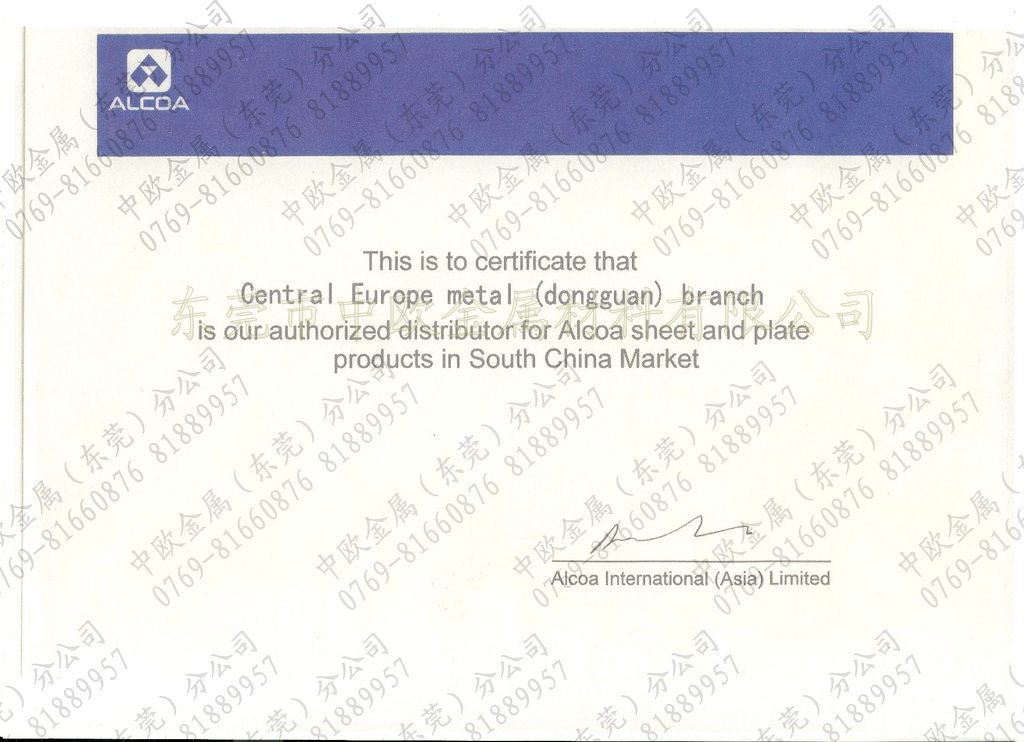 ALCOA
This is to certificate that
Central Europe metal (dongguan) branch
东莞市中欧金属材料有限公司
is our authorized distributor for Alcoa sheet and plate
products in South China Market
Alcoa International (Asia) Limited
中欧金属（东莞）分公司
0769-81660876 81889957